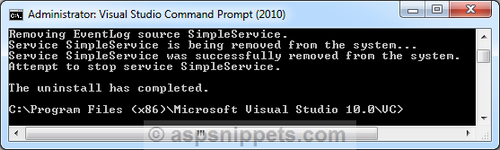 Administrator: Visual Studio Command Prompt (2010)
Removing EventLog source SimpleService.
Service SimpleService is being removed from the system...
Service SimpleService was successfully removed from the system.
Attempt to stop service SimpleService.
The uninstall has completed.
C:\Program Files (x86)\Microsoft Visual Studio 10.0\VC>
© aspsnippets.com